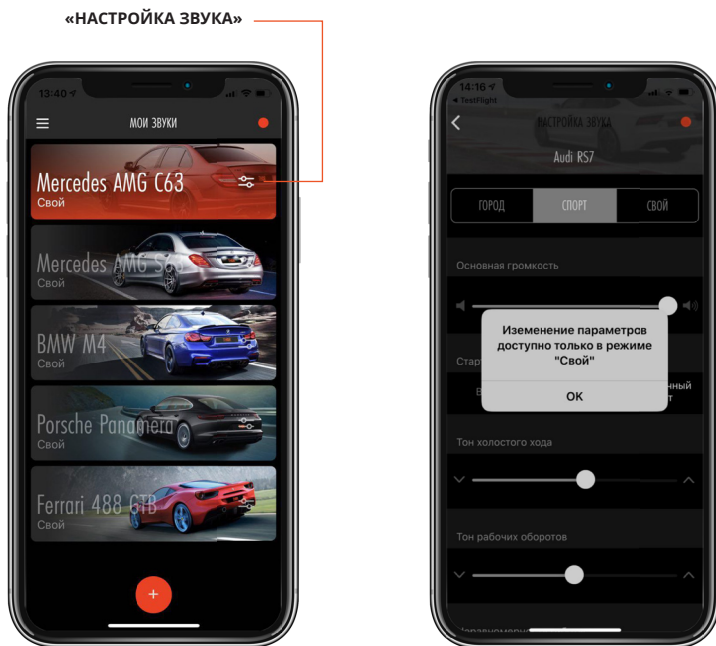 «НАСТРОЙКА ЗВУКА»
13:40
МОИ ЗВУКИ
Mercedes AMG C63
Свой
Mercedes AMG
Свой
BMW M4
Свой
Porsche Panamera
Свой
Ferrari 488 GTB
Свой
+
14:16
TestFlight
НАСТРОЙКА ЗВУКА
Audi RS7
ГОРОД СПОРТ СВОЙ
Основная громкость
Иземенение параметров
доступно только в режиме
"Свой"
OK
Тон холостого хода
Тон рабочих оборотов